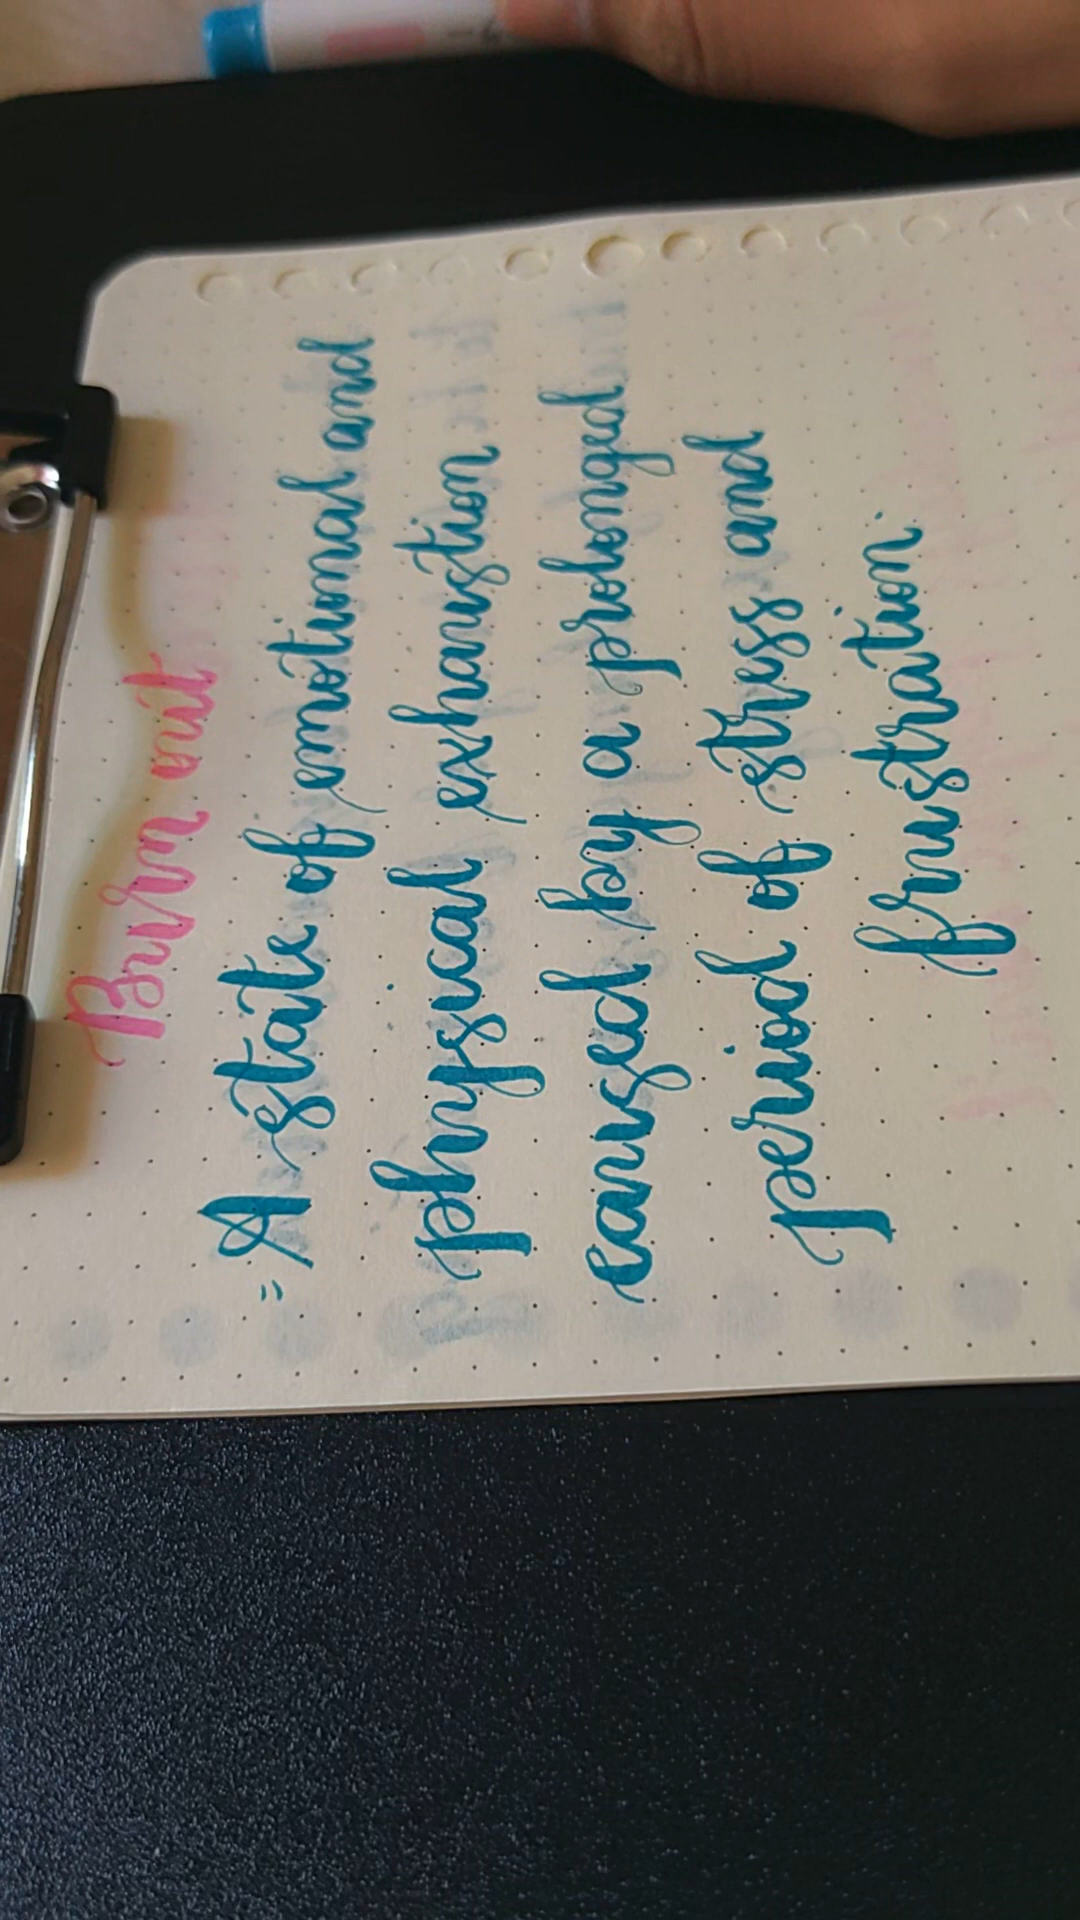 Burn out
= A state of emotional and
physical exhaustion
caused by a prolonged
period of stress and
frustration.